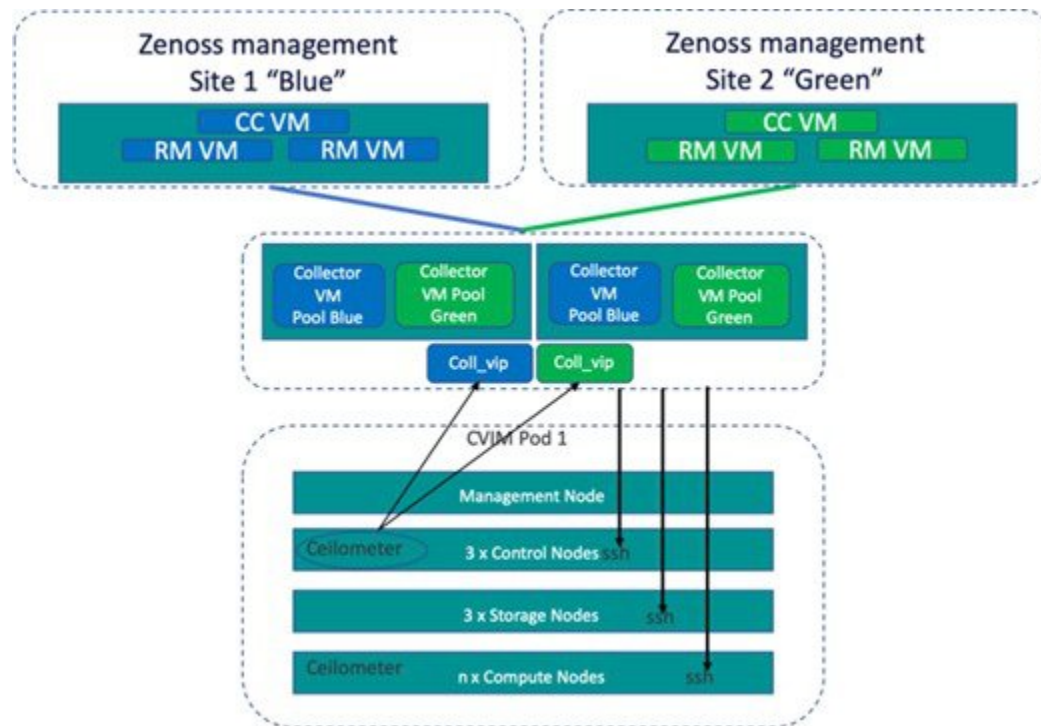 Zenoss management
Site 1 “Blue”
CC VM
RM VM
RM VM
Zenoss management
Site 2 “Green”
CC VM
RM VM
RM VM
Collector
VM
Pool Blue
Collector
VM Pool
Green
Collector
VM
Pool Blue
Collector
VM Pool
Green
Coll_vip
Coll_vip
CVIM Pod 1
Management Node
Ceilometer
3 x Control Nodes
ssh
3 x Storage Nodes
ssh
Ceilometer
n x Compute Nodes
ssh